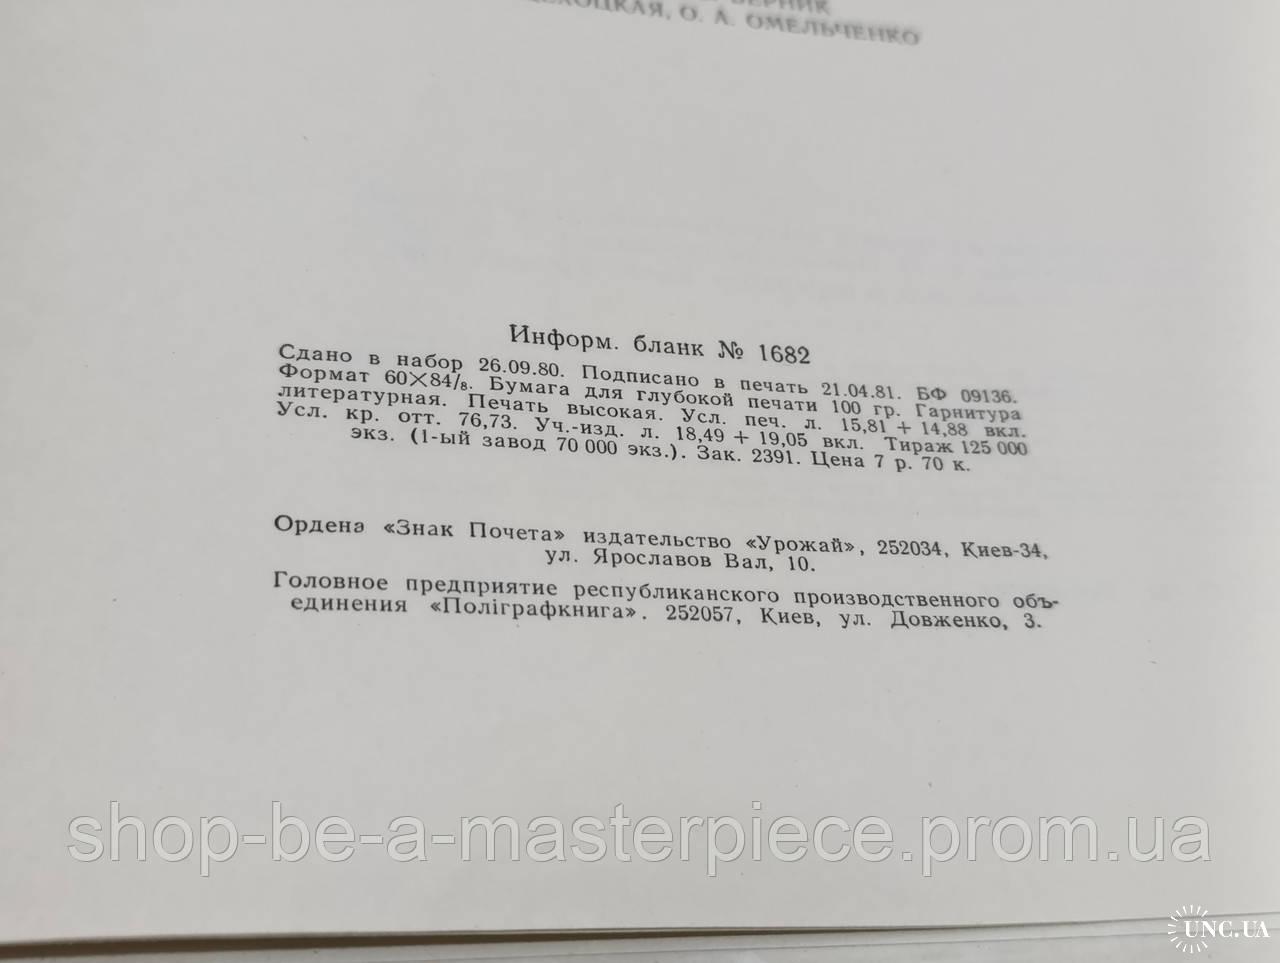 ВЕРНИК
О. А. ОМЕЛЬЧЕНКО
Информ. бланк № 1682
Сдано в набор 26.09.80. Подписано в печать 21.04.81. БФ 09136.
Формат 60×84/₈. Бумага для глубокой печати 100 гр. Гарнитура
литературная. Печать высокая. Усл. печ. л. 15,81 + 14,88 вкл.
Усл. кр. отт. 76,73. Уч.-изд. л. 18,49 + 19,05 вкл. Тираж 125 000
экз. (1-ый завод 70 000 экз.). Зак. 2391. Цена 7 р. 70 к.
Ордена «Знак Почета» издательство «Урожай», 252034, Киев-34,
ул. Ярославов Вал, 10.
Головное предприятие республиканского производственного объ-
единения «Поліграфкнига». 252057, Киев, ул. Довженко, 3.
shop-be-a-masterpiece.prom.ua
UNC.UA